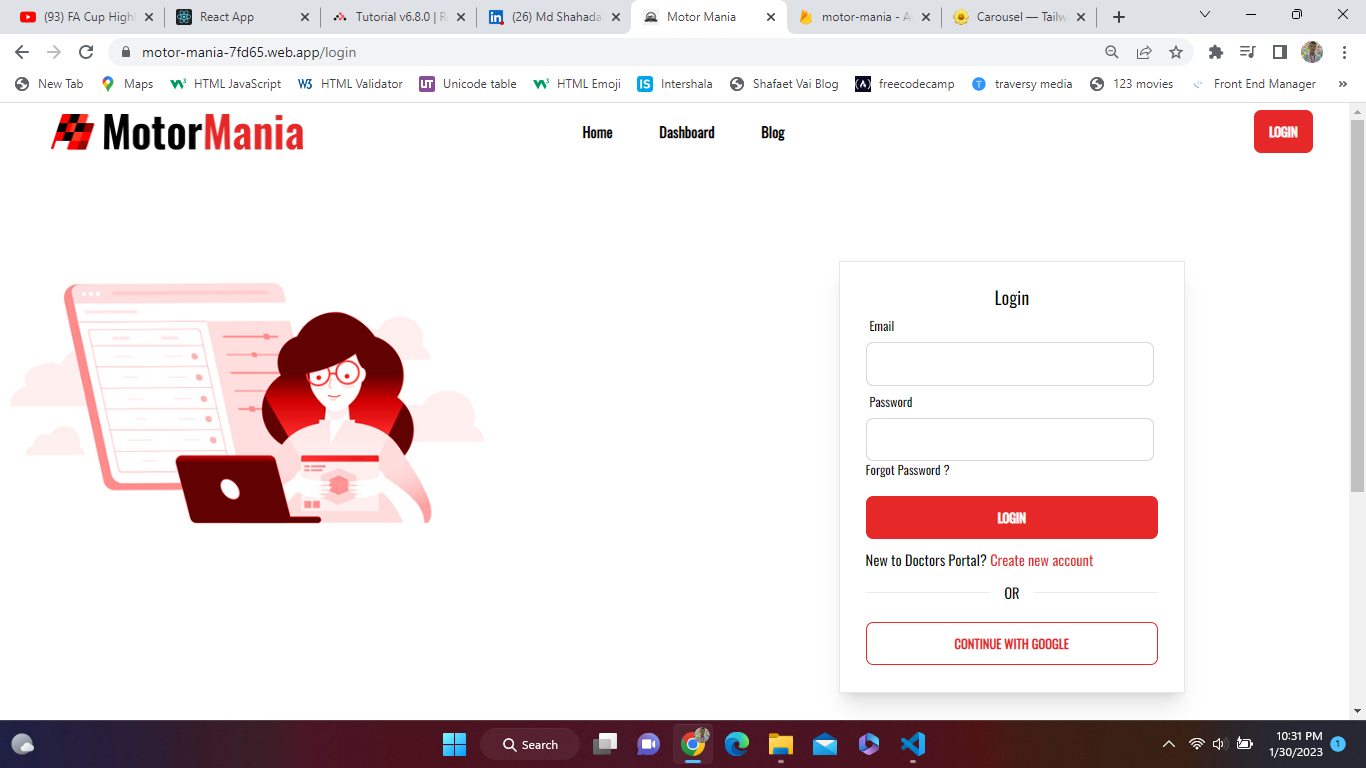 (93) FA Cup Highl
React App
Tutorial v6.8.0 | R
(26) Md Shahada
Motor Mania
motor-mania - A
Carousel — Tailw
motor-mania-7fd65.web.app/login
New Tab
Maps
HTML JavaScript
HTML Validator
Unicode table
HTML Emoji
Intershala
Shafaet Vai Blog
freecodecamp
traversy media
123 movies
Front End Manager
MotorMania
Home
Dashboard
Blog
LOGIN
Login
Email
Password
Forgot Password ?
LOGIN
New to Doctors Portal? Create new account
OR
CONTINUE WITH GOOGLE
Search
10:31 PM
1/30/2023
1